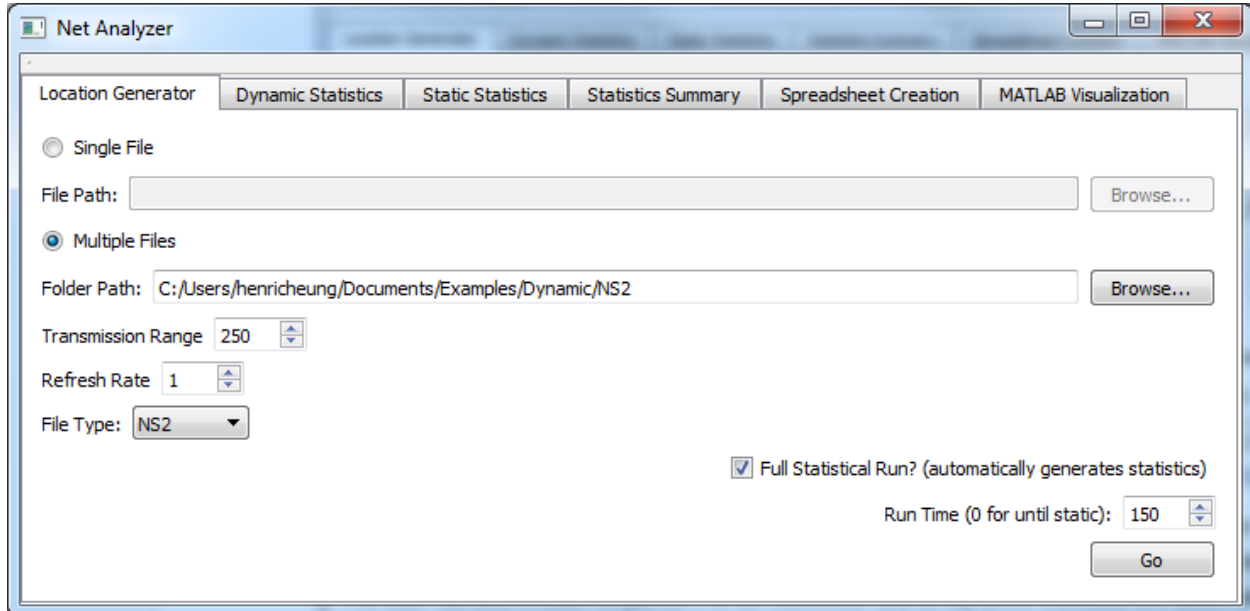 Net Analyzer
Location Generator Dynamic Statistics Static Statistics Statistics Summary Spreadsheet Creation MATLAB Visualization
Single File
File Path: Browse...
Multiple Files
Folder Path: C:/Users/henricheung/Documents/Examples/Dynamic/NS2 Browse...
Transmission Range 250
Refresh Rate 1
File Type: NS2
Full Statistical Run? (automatically generates statistics)
Run Time (0 for until static): 150
Go